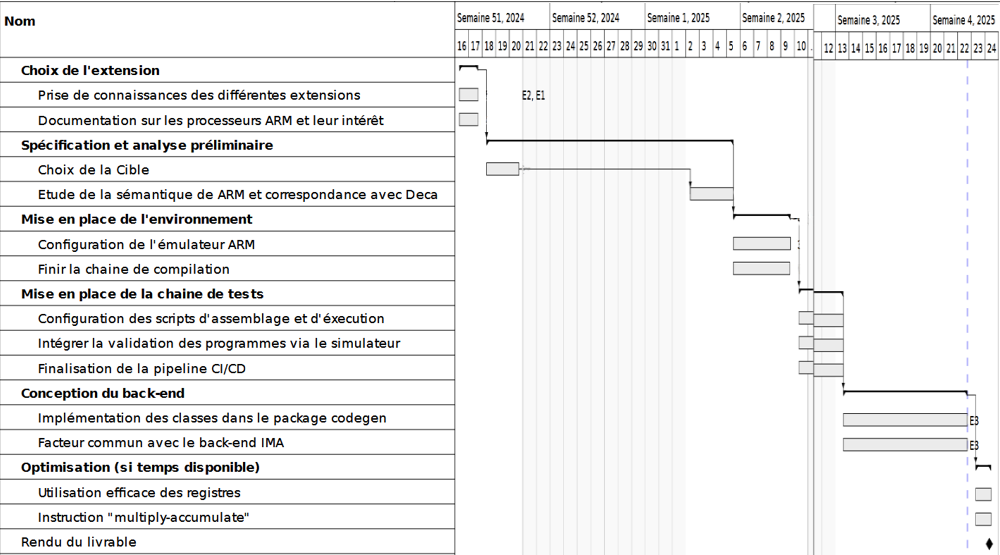 Nom
Semaine 51, 2024 Semaine 52, 2024 Semaine 1, 2025 Semaine 2, 2025 Semaine 3, 2025 Semaine 4, 2025
16 17 18 19 20 21 22 23 24 25 26 27 28 29 30 31 1 2 3 4 5 6 7 8 9 10 12 13 14 15 16 17 18 19 20 21 22 23 24
Choix de l'extension
Prise de connaissances des différentes extensions E2, E1
Documentation sur les processeurs ARM et leur intérêt
Spécification et analyse préliminaire
Choix de la Cible
Etude de la sémantique de ARM et correspondance avec Deca
Mise en place de l'environnement
Configuration de l'émulateur ARM
Finir la chaine de compilation
Mise en place de la chaine de tests
Configuration des scripts d'assemblage et d'éxecution
Intégrer la validation des programmes via le simulateur
Finalisation de la pipeline CI/CD
Conception du back-end
Implémentation des classes dans le package codegen E3
Facteur commun avec le back-end IMA E3
Optimisation (si temps disponible)
Utilisation efficace des registres
Instruction "multiply-accumulate"
Rendu du livrable